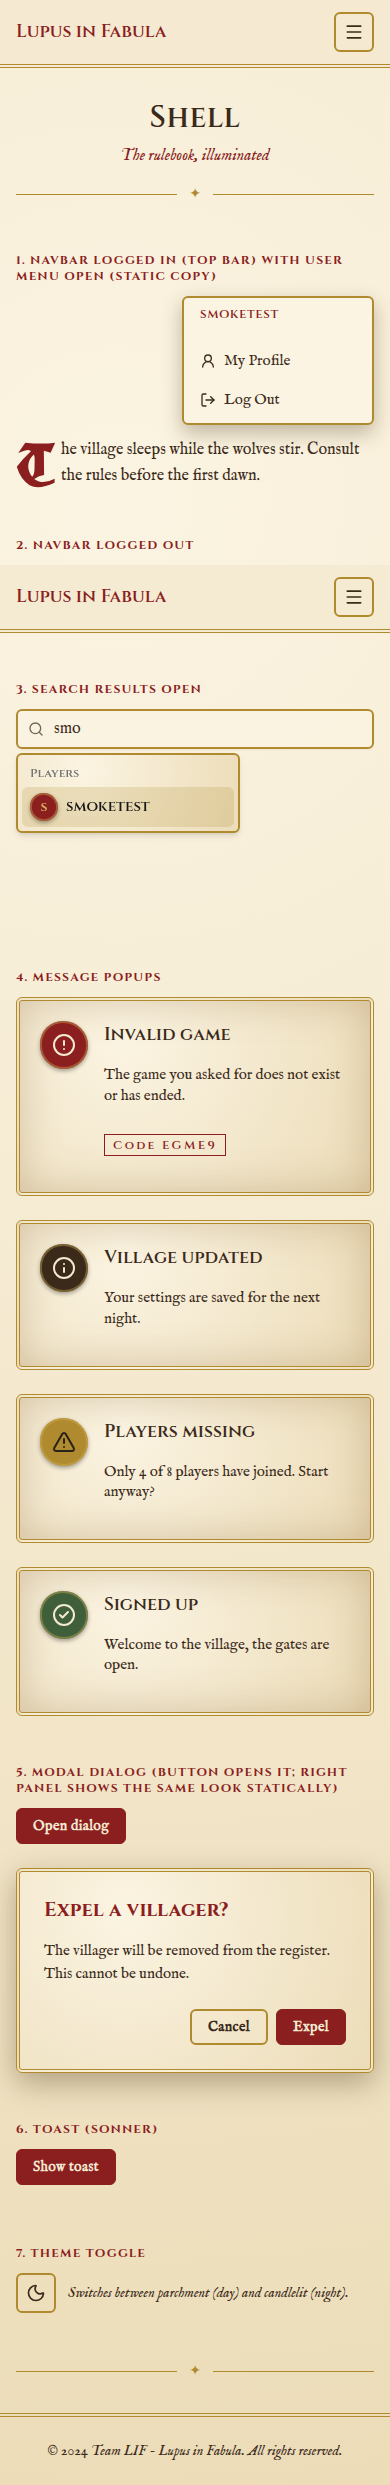 Lupus in Fabula
Shell
The rulebook, illuminated
1. Navbar logged in (top bar) with user
menu open (static copy)
smoketest
My Profile
Log Out
The village sleeps while the wolves stir. Consult
the rules before the first dawn.
2. Navbar logged out
Lupus in Fabula
3. Search results open
smo
Players
S smoketest
4. Message popups
Invalid game
The game you asked for does not exist
or has ended.
Code EGME9
Village updated
Your settings are saved for the next
night.
Players missing
Only 4 of 8 players have joined. Start
anyway?
Signed up
Welcome to the village, the gates are
open.
5. Modal dialog (button opens it; right
panel shows the same look statically)
Open dialog
Expel a villager?
The villager will be removed from the register.
This cannot be undone.
Cancel Expel
6. Toast (sonner)
Show toast
7. Theme toggle
Switches between parchment (day) and candlelit (night).
© 2024 Team LIF - Lupus in Fabula. All rights reserved.